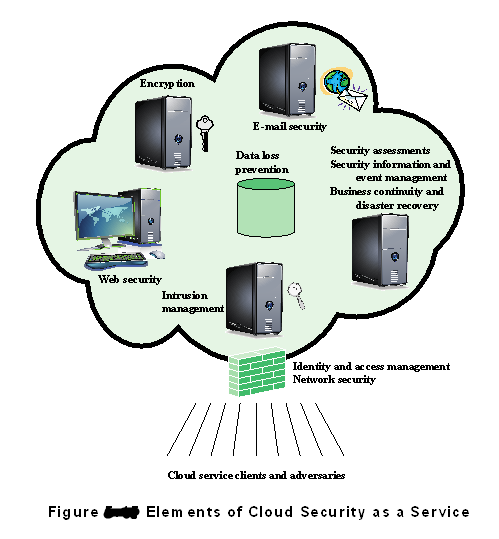 Encryption
E-mail security
Data loss
prevention
Security assessments
Security information and
event management
Business continuity and
disaster recovery
Web security
Intrusion
management
Identity and access management
Network security
Cloud service clients and adversaries
Figure Elements of Cloud Security as a Service